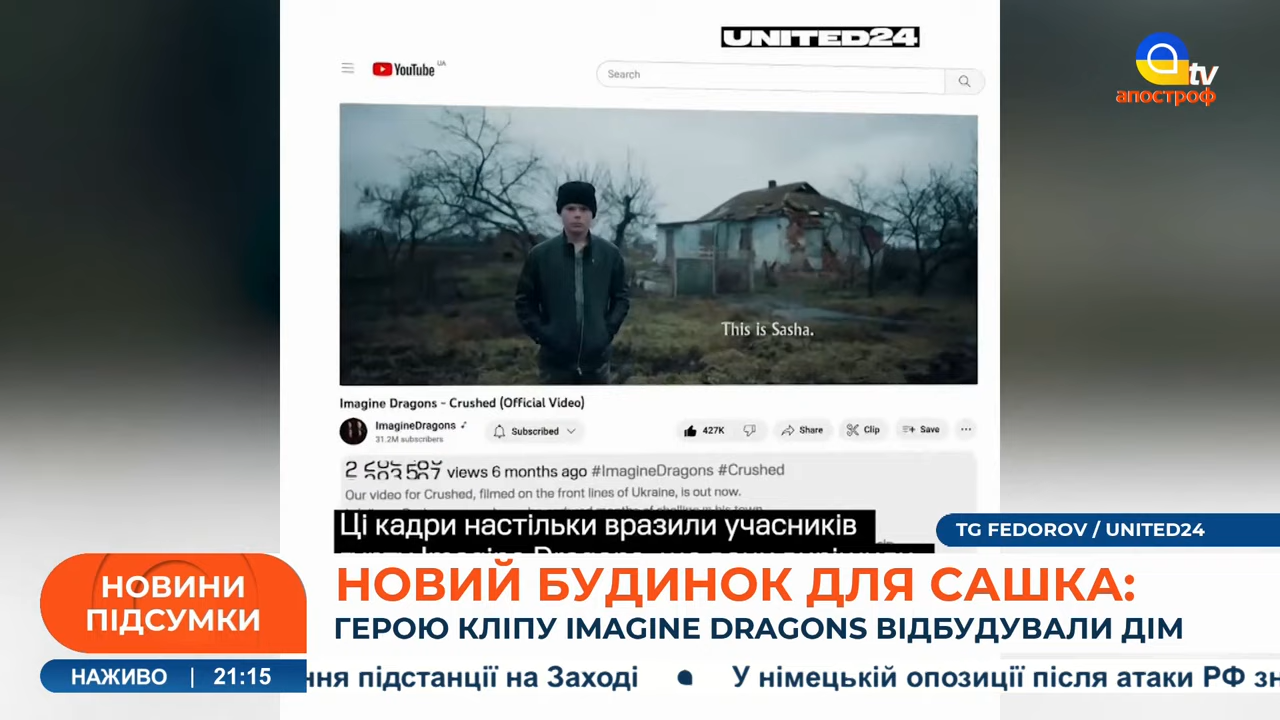 UNITED24
YouTube UA
Search
tv
апостроф
This is Sasha.
Imagine Dragons - Crushed (Official Video)
ImagineDragons
31.2M subscribers
Subscribed
427K
Share
Clip
Save
views 6 months ago #ImagineDragons #Crushed
Our video for Crushed, filmed on the front lines of Ukraine, is out now.
Ці кадри настільки вразили учасників
TG FEDOROV / UNITED24
НОВИНИ
ПІДСУМКИ
НОВИЙ БУДИНОК ДЛЯ САШКА:
ГЕРОЮ КЛІПУ IMAGINE DRAGONS ВІДБУДУВАЛИ ДІМ
НАЖИВО | 21:15
підстанції на Заході • У німецькій опозиції після атаки РФ